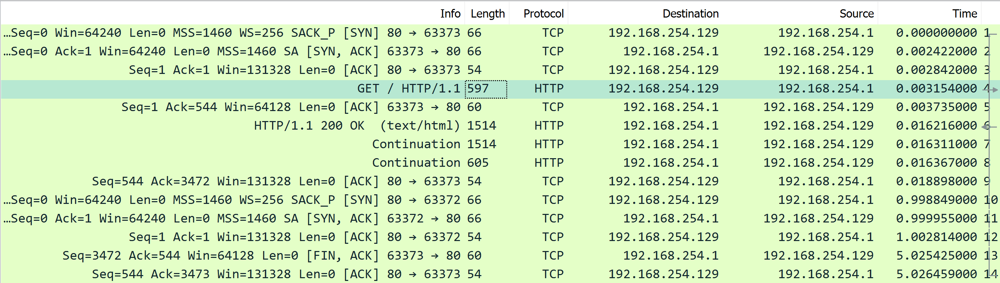 Info Length Protocol Destination Source Time
…Seq=0 Win=64240 Len=0 MSS=1460 WS=256 SACK_P [SYN] 80 → 63373 66 TCP 192.168.254.129 192.168.254.1 0.000000000 1
…Seq=0 Ack=1 Win=64240 Len=0 MSS=1460 SA [SYN, ACK] 63373 → 80 66 TCP 192.168.254.1 192.168.254.129 0.002422000 2
Seq=1 Ack=1 Win=131328 Len=0 [ACK] 80 → 63373 54 TCP 192.168.254.129 192.168.254.1 0.002842000 3
GET / HTTP/1.1 597 HTTP 192.168.254.129 192.168.254.1 0.003154000 4
Seq=1 Ack=544 Win=64128 Len=0 [ACK] 63373 → 80 60 TCP 192.168.254.1 192.168.254.129 0.003735000 5
HTTP/1.1 200 OK (text/html) 1514 HTTP 192.168.254.1 192.168.254.129 0.016216000 6
Continuation 1514 HTTP 192.168.254.1 192.168.254.129 0.016311000 7
Continuation 605 HTTP 192.168.254.1 192.168.254.129 0.016367000 8
Seq=544 Ack=3472 Win=131328 Len=0 [ACK] 80 → 63373 54 TCP 192.168.254.129 192.168.254.1 0.018898000 9
…Seq=0 Win=64240 Len=0 MSS=1460 WS=256 SACK_P [SYN] 80 → 63372 66 TCP 192.168.254.129 192.168.254.1 0.998849000 10
…Seq=0 Ack=1 Win=64240 Len=0 MSS=1460 SA [SYN, ACK] 63372 → 80 66 TCP 192.168.254.1 192.168.254.129 0.999955000 11
Seq=1 Ack=1 Win=131328 Len=0 [ACK] 80 → 63372 54 TCP 192.168.254.129 192.168.254.1 1.002814000 12
Seq=3472 Ack=544 Win=64128 Len=0 [FIN, ACK] 63373 → 80 60 TCP 192.168.254.1 192.168.254.129 5.025425000 13
Seq=544 Ack=3473 Win=131328 Len=0 [ACK] 80 → 63373 54 TCP 192.168.254.129 192.168.254.1 5.026459000 14